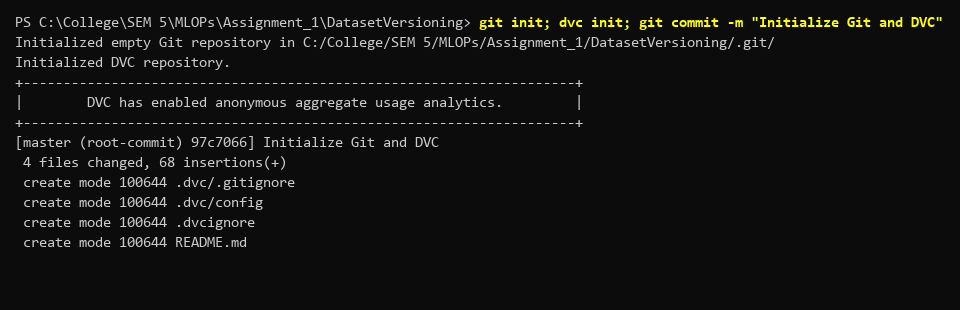 PS C:\College\SEM 5\MLOPs\Assignment_1\DatasetVersioning> git init; dvc init; git commit -m "Initialize Git and DVC"
Initialized empty Git repository in C:/College/SEM 5/MLOPs/Assignment_1/DatasetVersioning/.git/
Initialized DVC repository.
+---------------------------------------------------------------------+
|        DVC has enabled anonymous aggregate usage analytics.         |
+---------------------------------------------------------------------+
[master (root-commit) 97c7066] Initialize Git and DVC
 4 files changed, 68 insertions(+)
 create mode 100644 .dvc/.gitignore
 create mode 100644 .dvc/config
 create mode 100644 .dvcignore
 create mode 100644 README.md